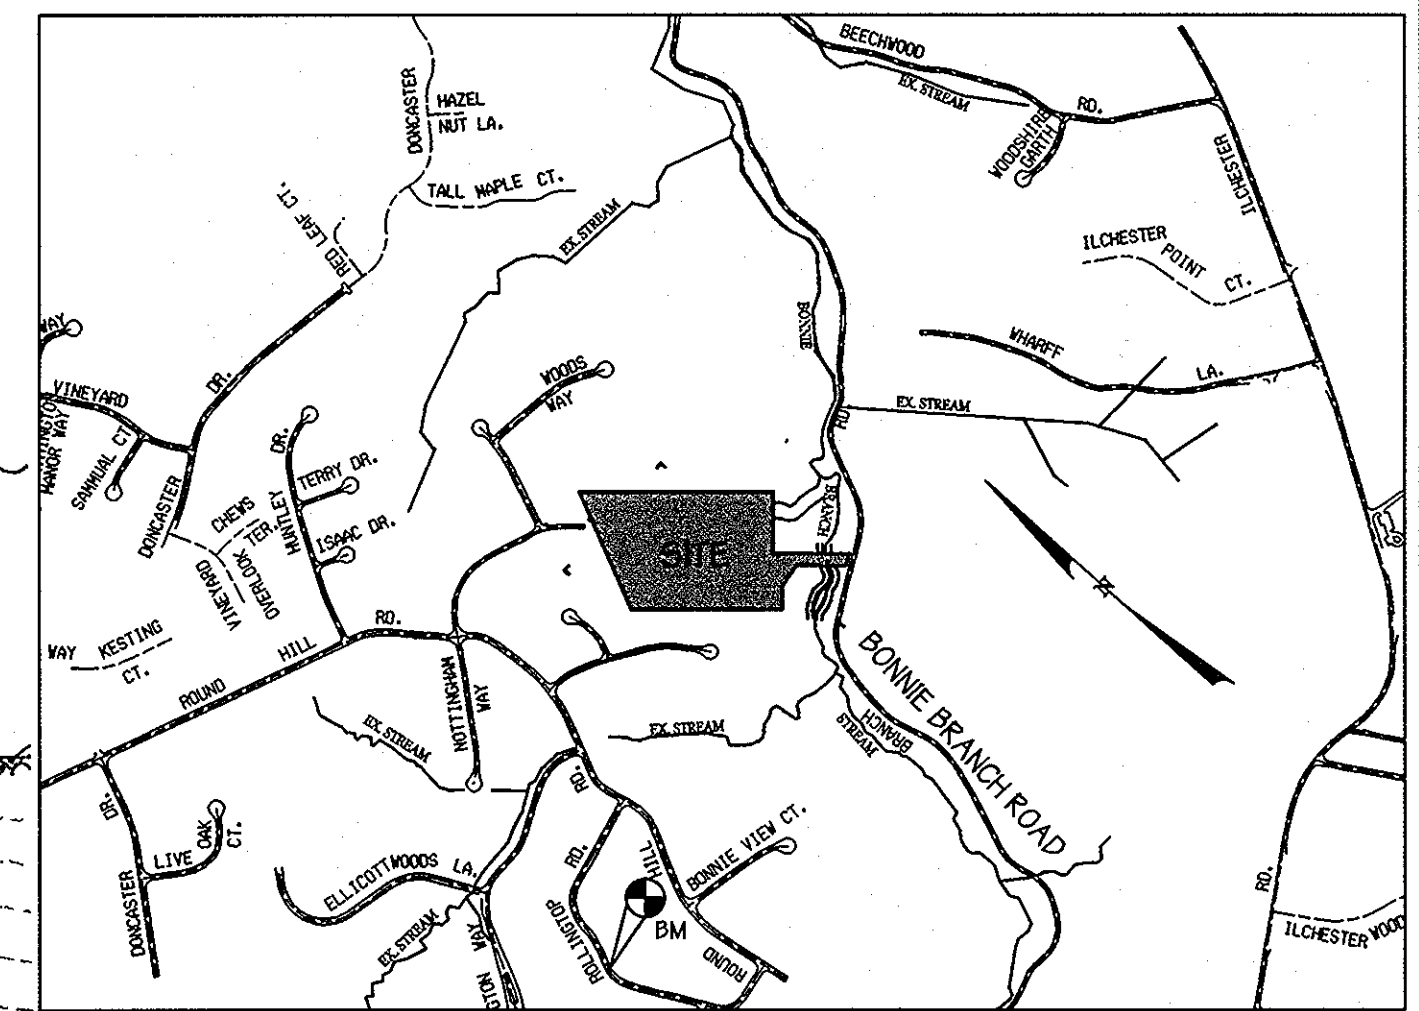 BEECHWOOD
RD.
EX. STREAM
WOODSHIRE
GARTH
ILCHESTER
DONCASTER
HAZEL
NUT LA.
TALL MAPLE CT.
RED LEAF CT.
EX. STREAM
ILCHESTER
POINT
CT.
BONNIE
WHARFF
LA.
WAY
DR.
VINEYARD
MANOR WAY
SAMMUAL CT
WOODS
WAY
EX. STREAM
RD.
DR.
TERRY DR.
HUNTLEY
ISAAC DR.
DONCASTER
CHEWS
TER.
OVERLOOK
VINEYARD
BRANCH
SITE
N
WAY
KESTING
CT.
ROUND
HILL
RD.
NOTTINGHAM
WAY
EX. STREAM
EX. STREAM
BRANCH
STREAM
BONNIE BRANCH ROAD
DR.
LIVE
OAK
CT.
DONCASTER
ELLICOTTWOODS
LA.
RD.
RD.
HILL
BONNIE VIEW CT.
BM
ROLLINGTOP
ROUND
EX. STREAM
WAY
GTON
RD.
ILCHESTER WOOD